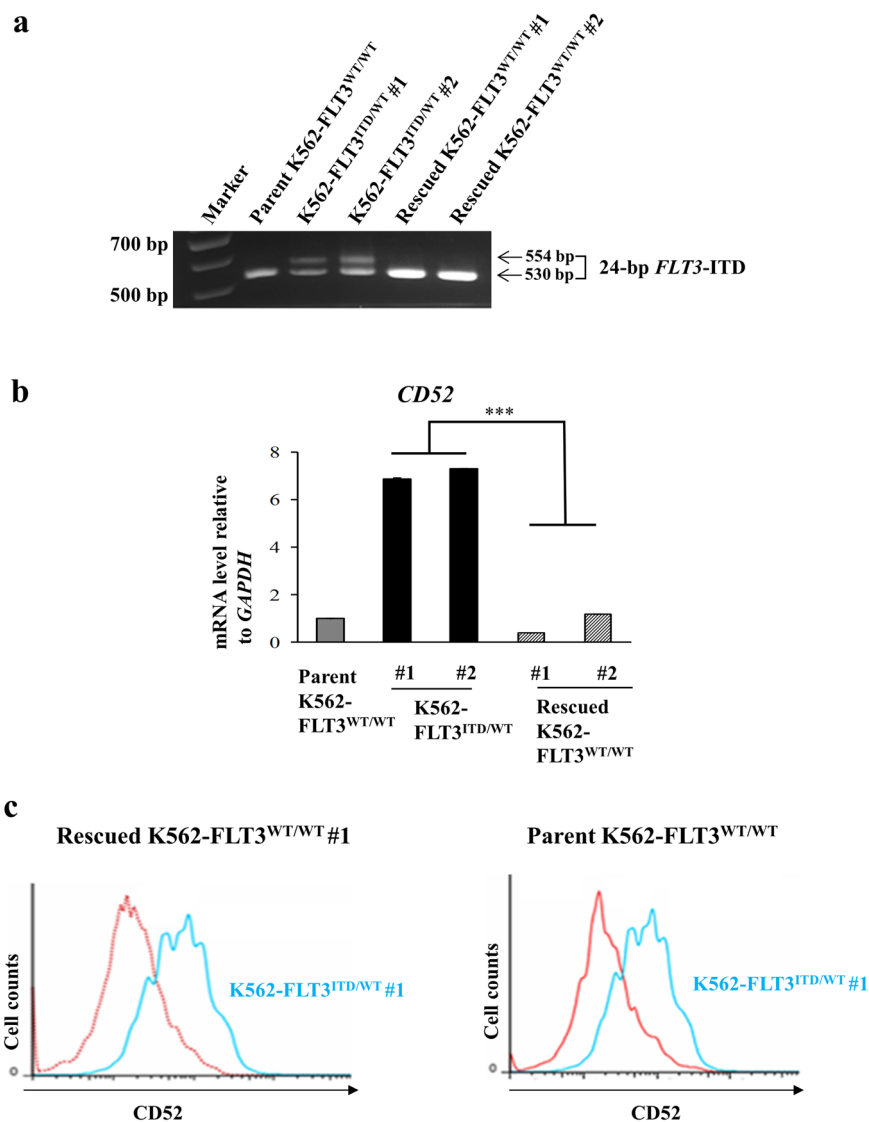 a
Marker
Parent K562-FLT3WT/WT
K562-FLT3ITD/WT #1
K562-FLT3ITD/WT #2
Rescued K562-FLT3WT/WT #1
Rescued K562-FLT3WT/WT #2
700 bp
500 bp
554 bp
530 bp
24-bp FLT3-ITD
b
CD52
***
mRNA level relative
to GAPDH
8
6
4
2
0
Parent
K562-
FLT3WT/WT
#1
#2
K562-
FLT3ITD/WT
#1
#2
Rescued
K562-
FLT3WT/WT
c
Rescued K562-FLT3WT/WT #1
Cell counts
0
K562-FLT3ITD/WT #1
CD52
Parent K562-FLT3WT/WT
Cell counts
0
K562-FLT3ITD/WT #1
CD52